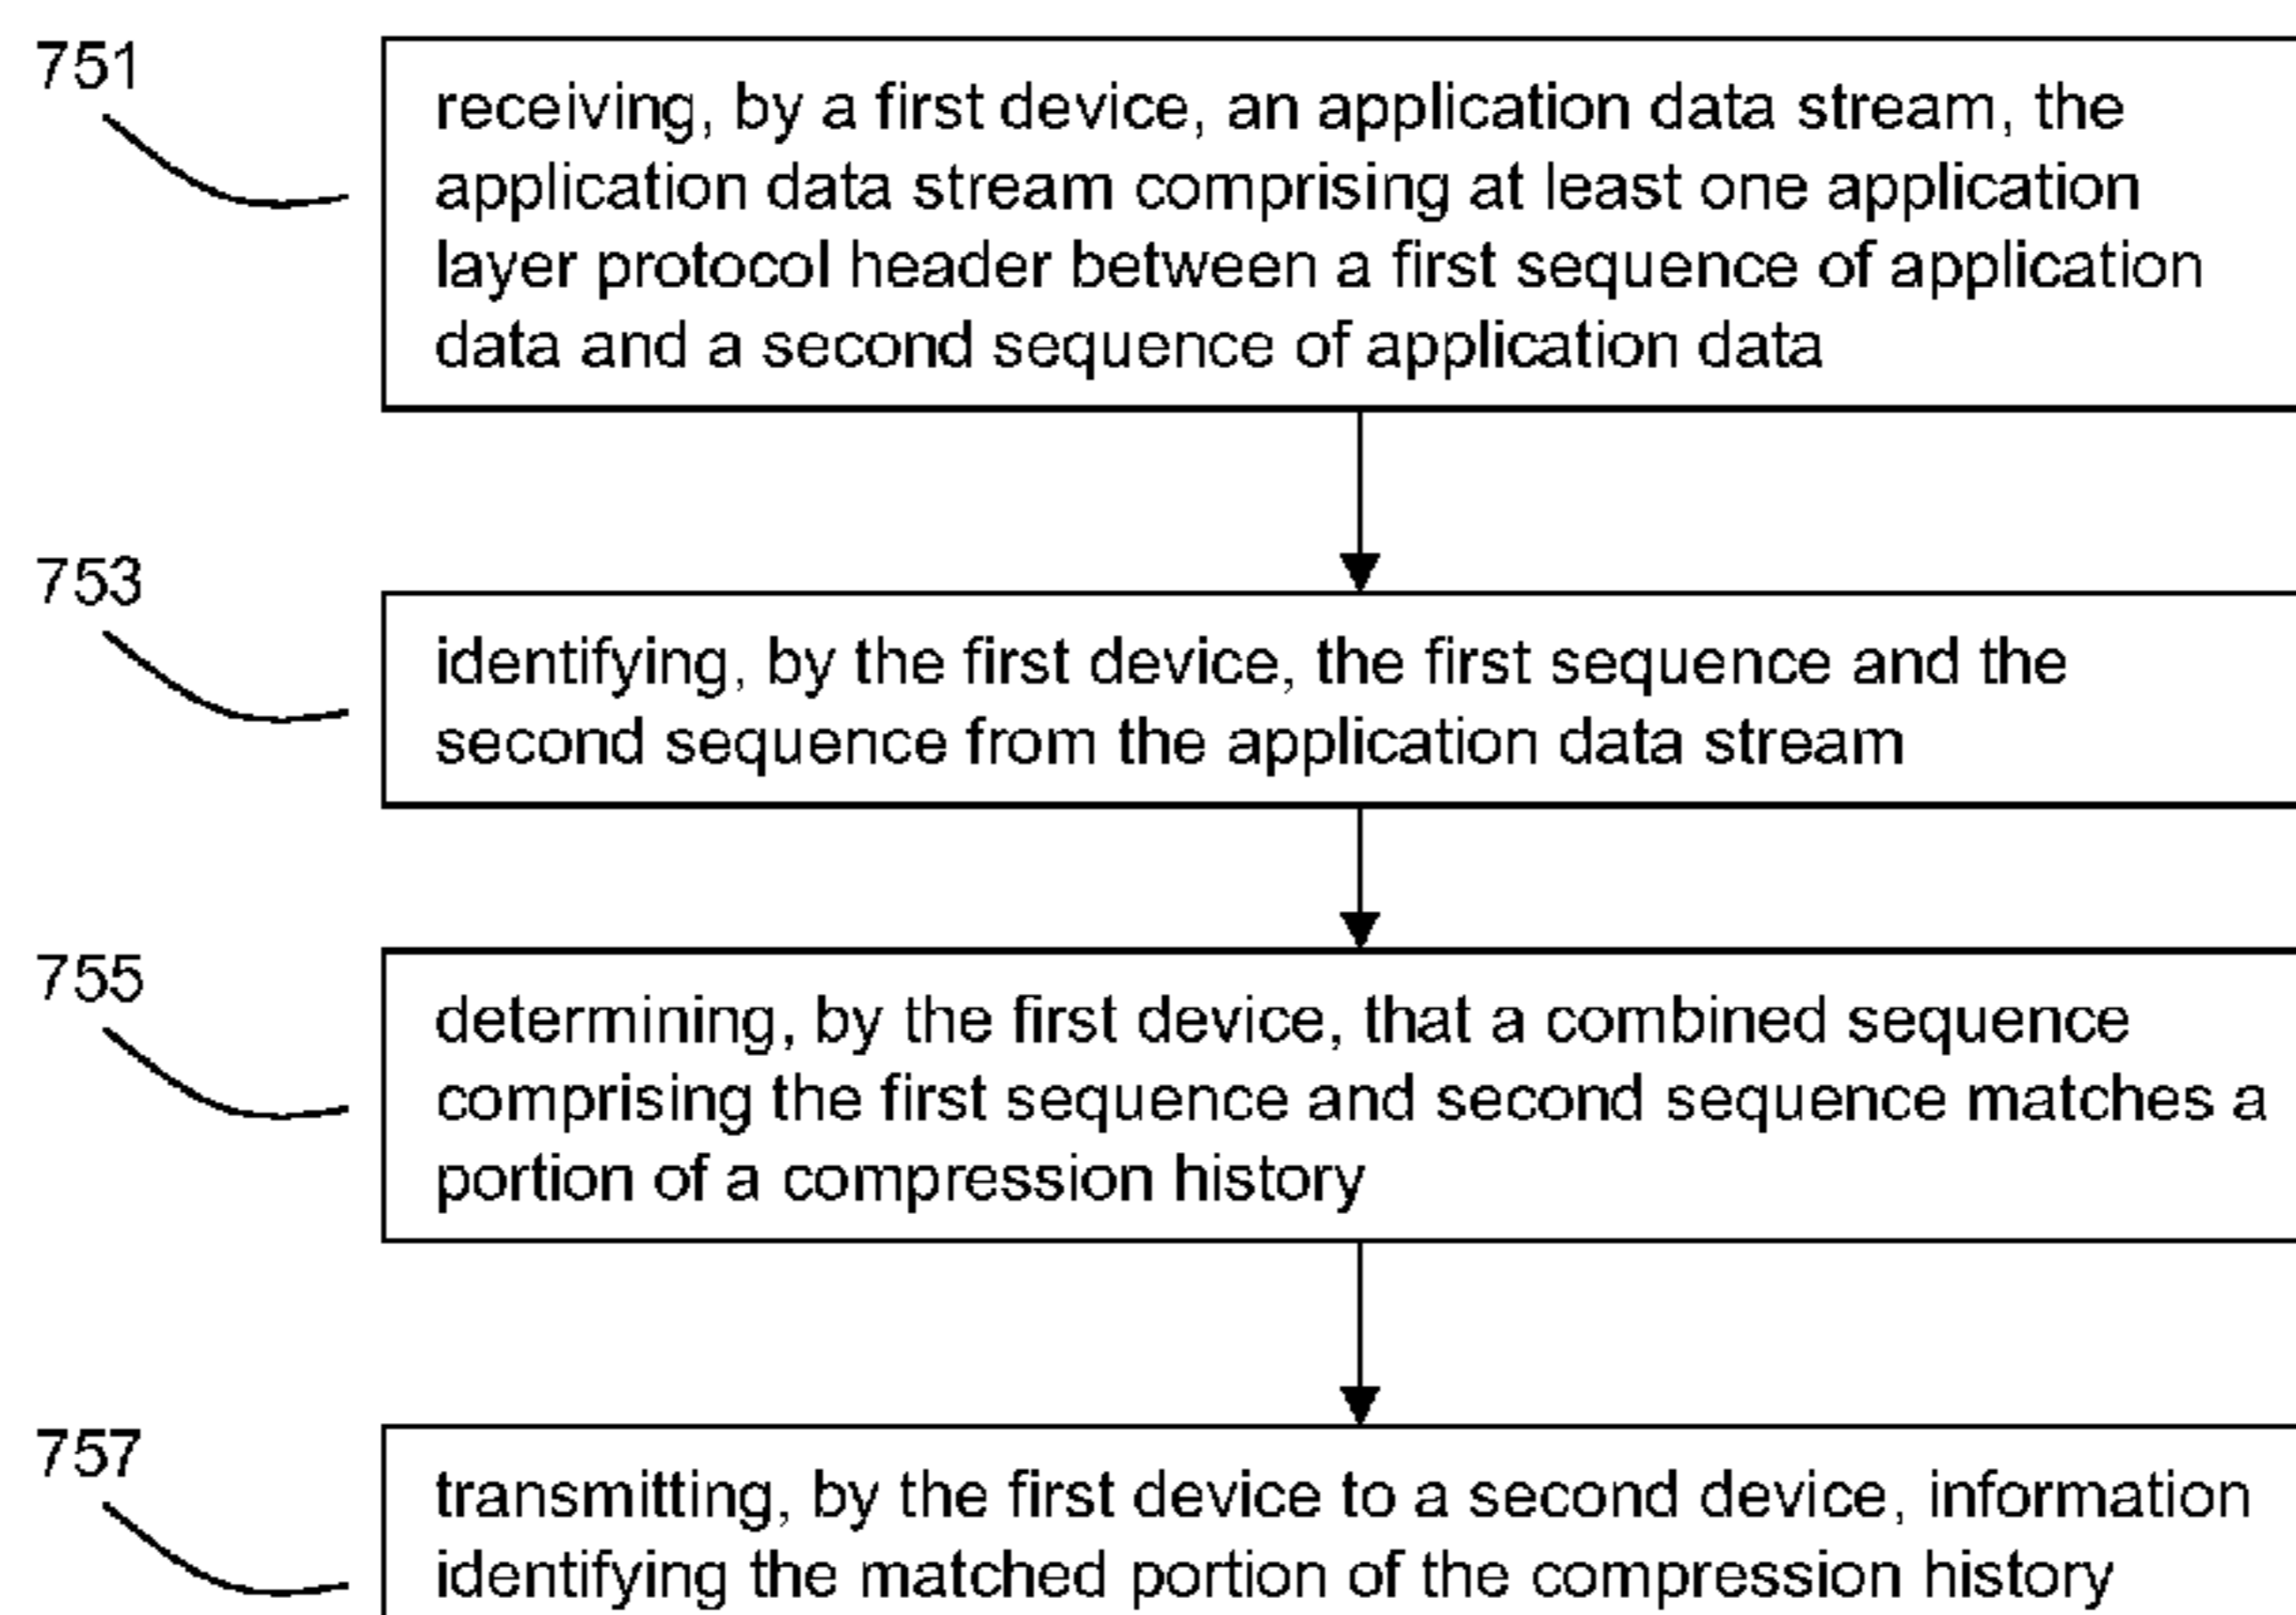 751
receiving, by a first device, an application data stream, the
application data stream comprising at least one application
layer protocol header between a first sequence of application
data and a second sequence of application data
753
identifying, by the first device, the first sequence and the
second sequence from the application data stream
755
determining, by the first device, that a combined sequence
comprising the first sequence and second sequence matches a
portion of a compression history
757
transmitting, by the first device to a second device, information
identifying the matched portion of the compression history